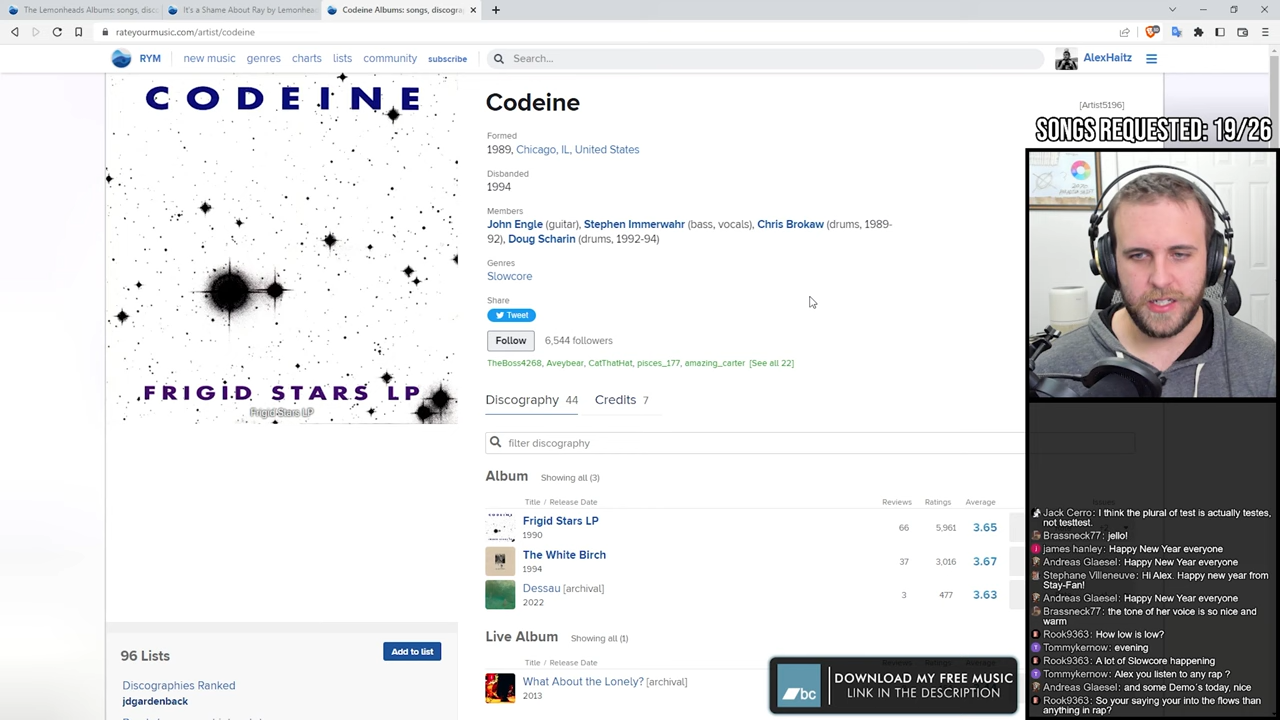 The Lemonheads Albums: songs, disc
It's a Shame About Ray by Lemonhea
Codeine Albums: songs, discogra
rateyourmusic.com/artist/codeine
RYM
new music
genres
charts
lists
community
subscribe
Search...
AlexHaitz
CODEINE
FRIGID STARS LP
Frigid Stars LP
Codeine
[Artist5196]
Formed
1989, Chicago, IL, United States
Disbanded
1994
Members
John Engle (guitar), Stephen Immerwahr (bass, vocals), Chris Brokaw (drums, 1989-
92), Doug Scharin (drums, 1992-94)
Genres
Slowcore
Share
Tweet
Follow
6,544 followers
TheBoss4268, Aveybear, CatThatHat, pisces_177, amazing_carter [See all 22]
Discography 44
Credits 7
filter discography
Album Showing all (3)
Title / Release Date
Reviews
Ratings
Average
Frigid Stars LP
1990
66
5,961
3.65
The White Birch
1994
37
3,016
3.67
Dessau [archival]
2022
3
477
3.63
Live Album Showing all (1)
Title / Release Date
What About the Lonely? [archival]
2013
96 Lists
Add to list
Discographies Ranked
jdgardenback
bc
DOWNLOAD MY FREE MUSIC
LINK IN THE DESCRIPTION
SONGS REQUESTED: 19/26
Jack Cerro: I think the plural of test is actually testes,
not testtest.
Brassneck77: jello!
james hanley: Happy New Year everyone
Andreas Glaesel: Happy New Year everyone
Stephane VIleneuve: Hi Alex. Happy new year from
Stay-Fan!
Andreas Glaesel: Happy New Year everyone
Brassneck77: the tone of her voice is so nice and
warm
Rook9363: How low is low?
Tommykernow: evening
Rook9363: A lot of Slowcore happening
Tommykernow: Alex you listen to any rap ?
Andreas Glaesel: and some Demo´s today, nice
Rook9363: So your saying your into the flows than
anything in rap?